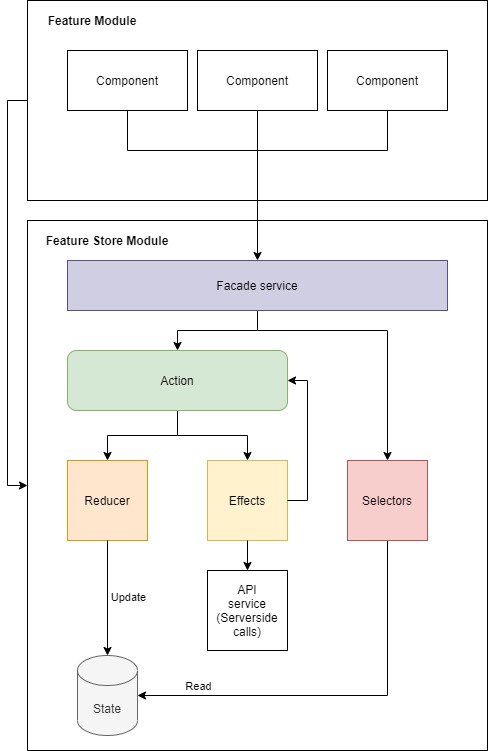 Feature Module
Component
Component
Component
Feature Store Module
Facade service
Action
Reducer
Effects
Selectors
API
service
(Serverside
calls)
Update
Read
State